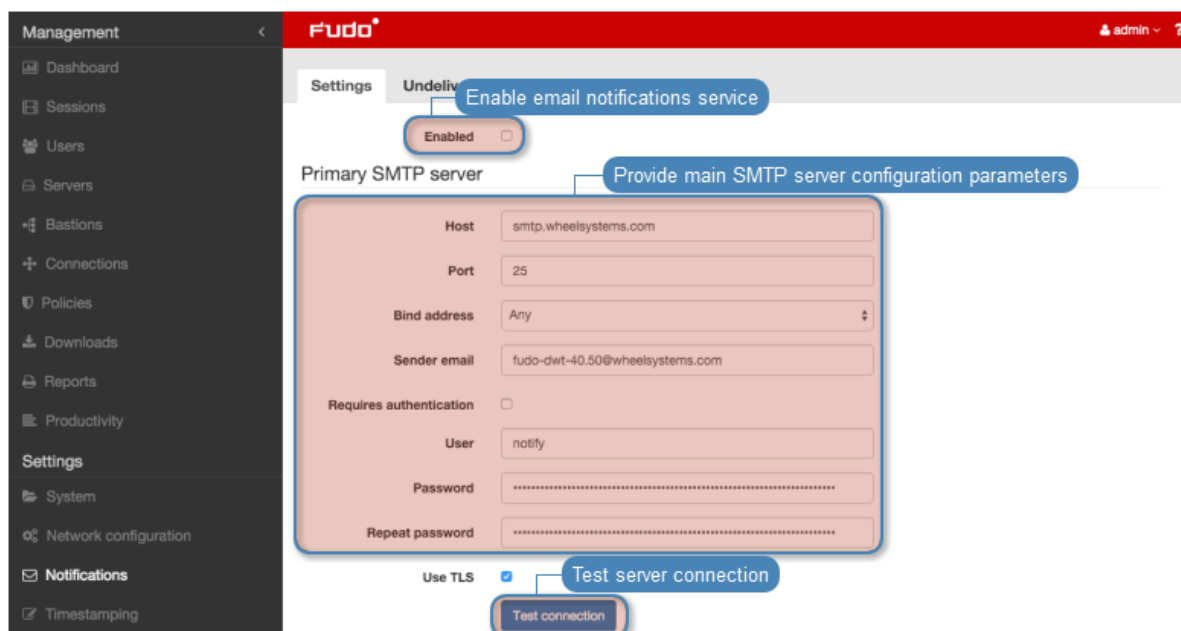 Management
Dashboard
Sessions
Users
Servers
Bastions
Connections
Policies
Downloads
Reports
Productivity
Settings
System
Network configuration
Notifications
Timestamping
FUDO
admin
?
Settings
Enable email notifications service
Enabled
Primary SMTP server
Provide main SMTP server configuration parameters
Host smtp.wheelsystems.com
Port 25
Bind address Any
Sender email fudo-dwt-40.50@wheelsystems.com
Requires authentication
User notify
Password
Repeat password
Use TLS
Test server connection
Test connection